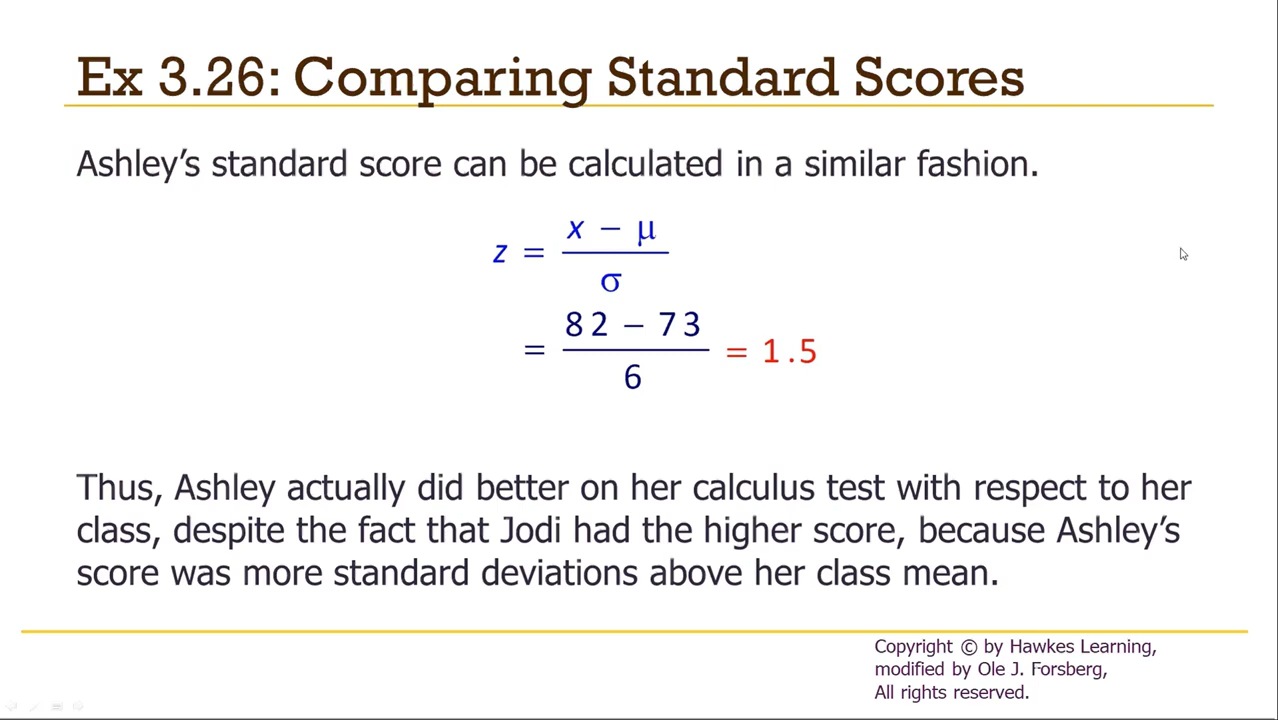 Ex 3.26: Comparing Standard Scores
Ashley’s standard score can be calculated in a similar fashion.
z = (x − μ) / σ
= (82 − 73) / 6 = 1.5
Thus, Ashley actually did better on her calculus test with respect to her
class, despite the fact that Jodi had the higher score, because Ashley’s
score was more standard deviations above her class mean.
Copyright © by Hawkes Learning,
modified by Ole J. Forsberg,
All rights reserved.